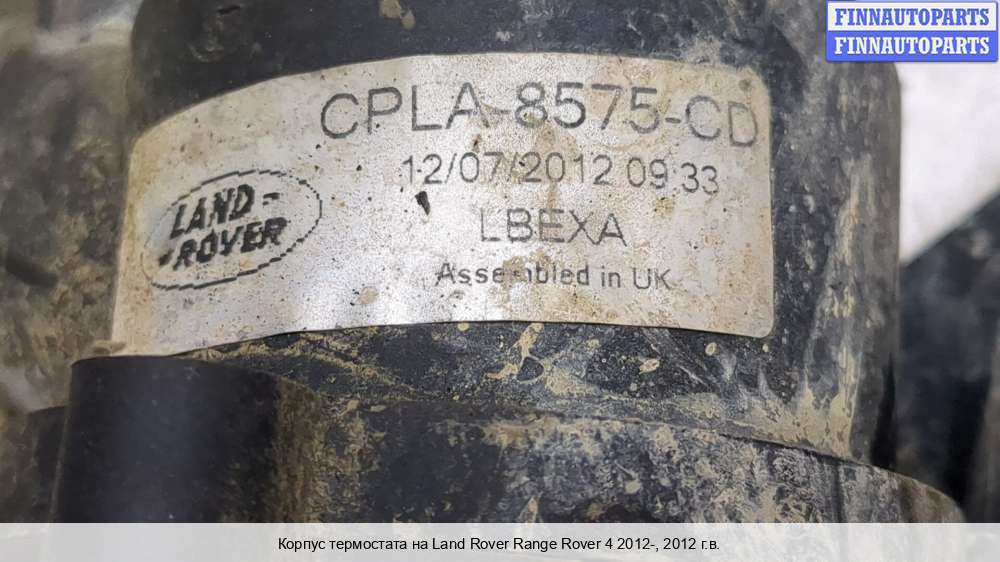 FINNAUTOPARTS
FINNAUTOPARTS
CPLA-8575-CD
12/07/2012 09:33
LAND-
-ROVER
LBEXA
Assembled in UK
Корпус термостата на Land Rover Range Rover 4 2012-, 2012 г.в.